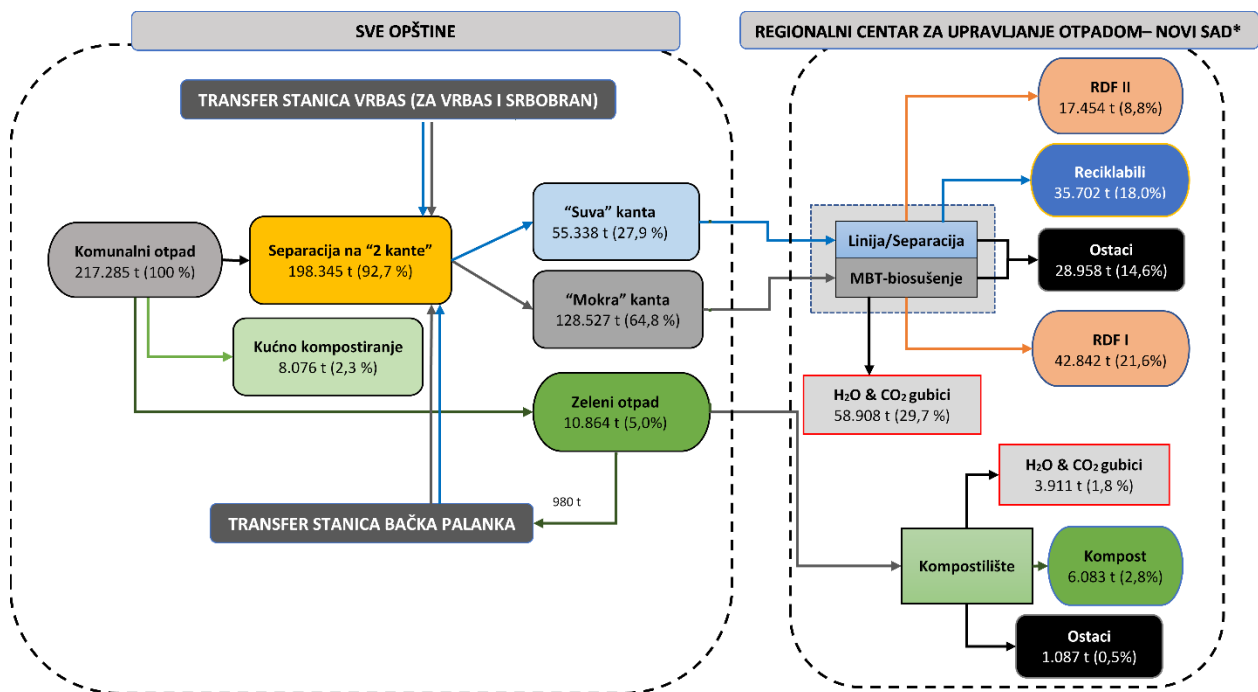 SVE OPŠTINE
REGIONALNI CENTAR ZA UPRAVLJANJE OTPADOM– NOVI SAD*
TRANSFER STANICA VRBAS (ZA VRBAS I SRBOBRAN)
Komunalni otpad
217.285 t (100 %)
Separacija na “2 kante”
198.345 t (92,7 %)
Kućno kompostiranje
8.076 t (2,3 %)
“Suva” kanta
55.338 t (27,9 %)
“Mokra” kanta
128.527 t (64,8 %)
Zeleni otpad
10.864 t (5,0%)
980 t
TRANSFER STANICA BAČKA PALANKA
Linija/Separacija
MBT-biosušenje
RDF II
17.454 t (8,8%)
Reciklabili
35.702 t (18,0%)
Ostaci
28.958 t (14,6%)
RDF I
42.842 t (21,6%)
H₂O & CO₂ gubici
58.908 t (29,7 %)
H₂O & CO₂ gubici
3.911 t (1,8 %)
Kompostilište
Kompost
6.083 t (2,8%)
Ostaci
1.087 t (0,5%)